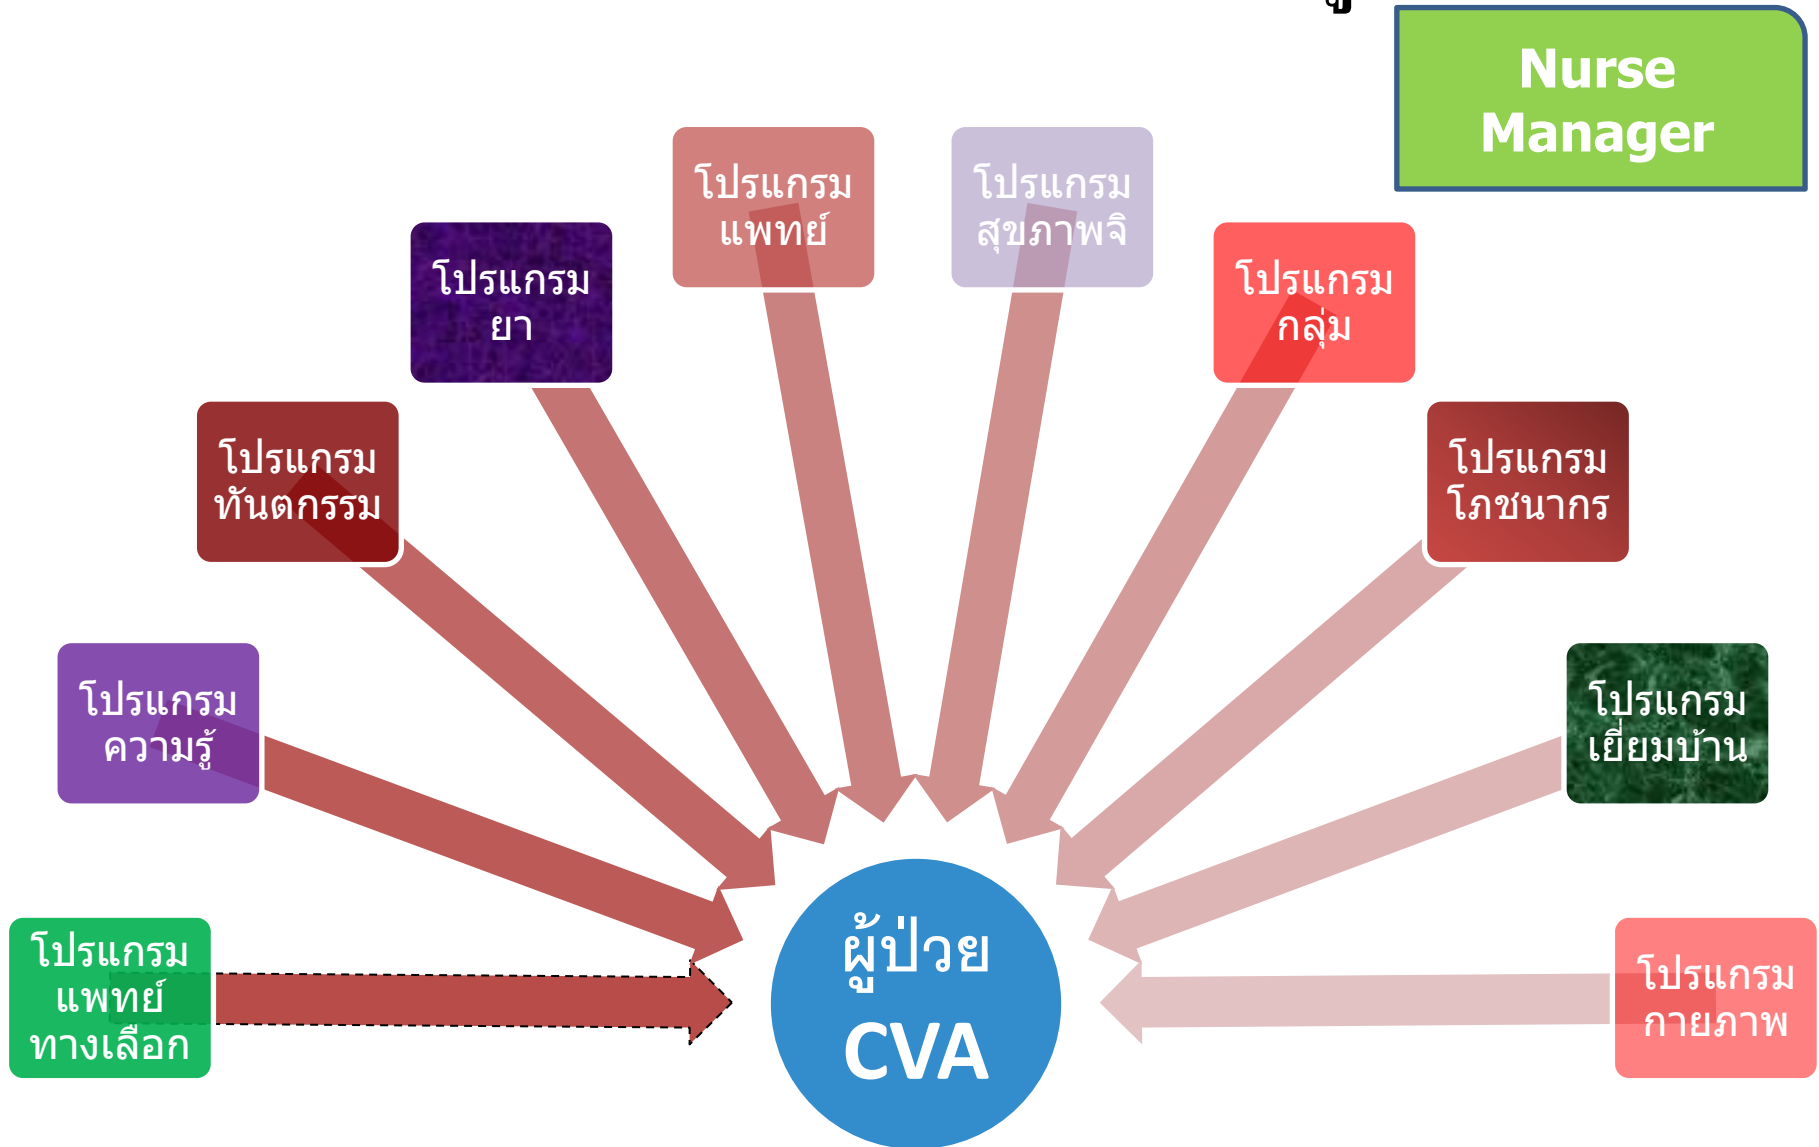 Nurse
Manager
โปรแกรม
แพทย์
โปรแกรม
สุขภาพจิ
โปรแกรม
ยา
โปรแกรม
กลุ่ม
โปรแกรม
ทันตกรรม
โปรแกรม
โภชนากร
โปรแกรม
ความรู้
โปรแกรม
เยี่ยมบ้าน
โปรแกรม
แพทย์
ทางเลือก
ผู้ป่วย
CVA
โปรแกรม
กายภาพ